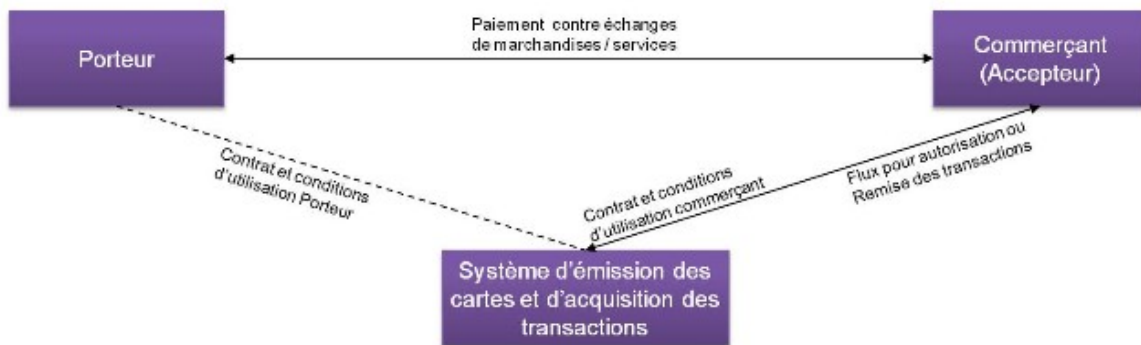 Paiement contre échanges
de marchandises / services
Porteur
Commerçant
(Accepteur)
Contrat et conditions
d'utilisation Porteur
Contrat et conditions
d'utilisation commerçant
Flux pour autorisation ou
Remise des transactions
Système d'émission des
cartes et d'acquisition des
transactions